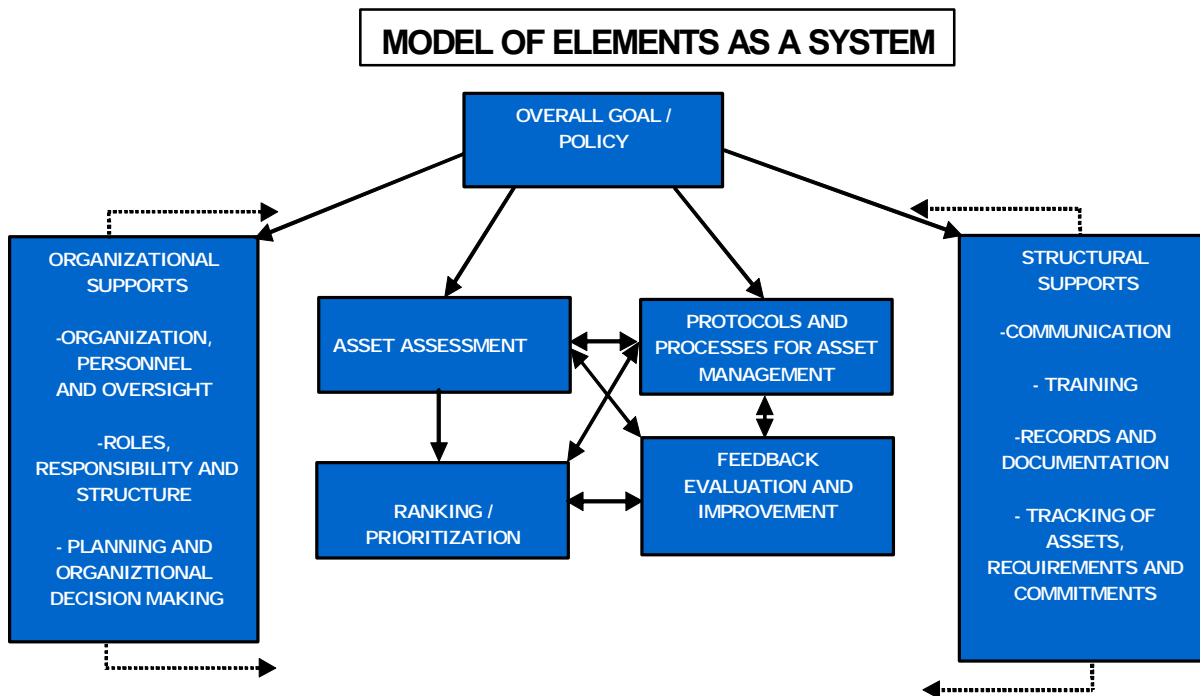 MODEL OF ELEMENTS AS A SYSTEM
OVERALL GOAL /
POLICY
ORGANIZATIONAL
SUPPORTS
-ORGANIZATION,
PERSONNEL
AND OVERSIGHT
-ROLES,
RESPONSIBILITY AND
STRUCTURE
- PLANNING AND
ORGANIZTIONAL
DECISION MAKING
ASSET ASSESSMENT
PROTOCOLS AND
PROCESSES FOR ASSET
MANAGEMENT
RANKING /
PRIORITIZATION
FEEDBACK
EVALUATION AND
IMPROVEMENT
STRUCTURAL
SUPPORTS
-COMMUNICATION
- TRAINING
-RECORDS AND
DOCUMENTATION
- TRACKING OF
ASSETS,
REQUIREMENTS AND
COMMITMENTS